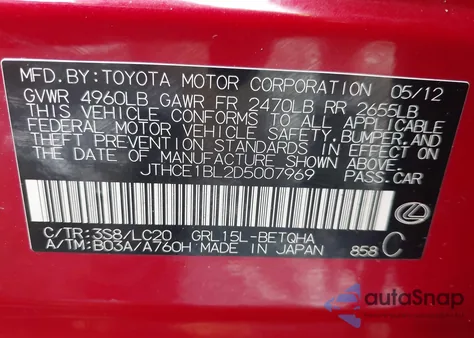 MFD.BY:TOYOTA MOTOR CORPORATION 05/12
GVWR 4960LB GAWR FR 2470LB RR 2655LB
THIS VEHICLE CONFORMS TO ALL APPLICABLE
FEDERAL MOTOR VEHICLE SAFETY,BUMPER,AND
THEFT PREVENTION STANDARDS IN EFFECT ON
THE DATE OF MANUFACTURE SHOWN ABOVE.
JTHCE1BL2D5007969 PASS.CAR
C/TR:3S8/LC20 GRL15L-BETQHA
A/TM:B03A/A760H MADE IN JAPAN 858 C
autoSnap